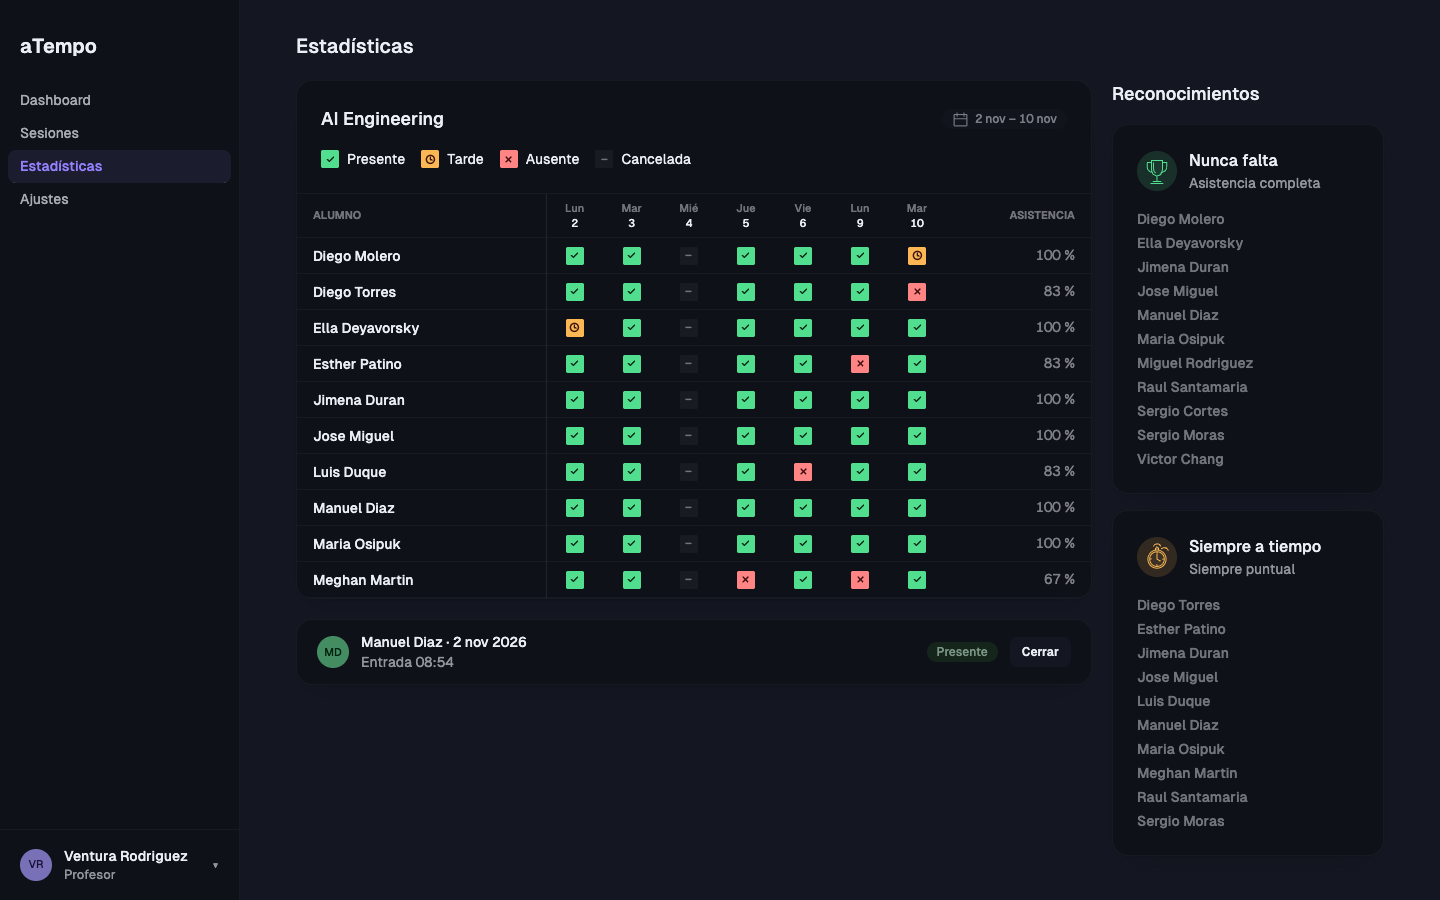 aTempo
Dashboard
Sesiones
Estadísticas
Ajustes
Ventura Rodriguez
VR
Profesor
Estadísticas
AI Engineering
2 nov – 10 nov
Presente Tarde Ausente Cancelada
ALUMNO Lun 2 Mar 3 Mié 4 Jue 5 Vie 6 Lun 9 Mar 10 ASISTENCIA
Diego Molero 100 %
Diego Torres 83 %
Ella Deyavorsky 100 %
Esther Patino 83 %
Jimena Duran 100 %
Jose Miguel 100 %
Luis Duque 83 %
Manuel Diaz 100 %
Maria Osipuk 100 %
Meghan Martin 67 %
MD
Manuel Diaz · 2 nov 2026
Entrada 08:54
Presente
Cerrar
Reconocimientos
Nunca falta
Asistencia completa
Diego Molero
Ella Deyavorsky
Jimena Duran
Jose Miguel
Manuel Diaz
Maria Osipuk
Miguel Rodriguez
Raul Santamaria
Sergio Cortes
Sergio Moras
Victor Chang
Siempre a tiempo
Siempre puntual
Diego Torres
Esther Patino
Jimena Duran
Jose Miguel
Luis Duque
Manuel Diaz
Maria Osipuk
Meghan Martin
Raul Santamaria
Sergio Moras